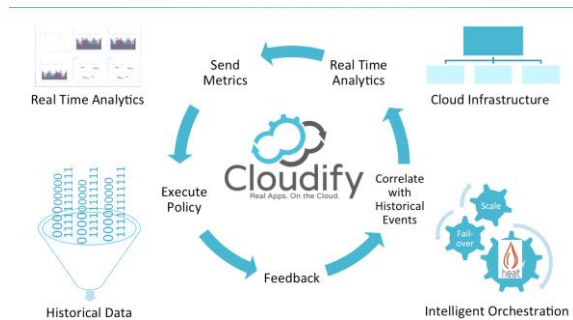 Real Time Analytics
Send
Metrics
Real Time
Analytics
Cloud Infrastructure
Cloudify
Real Apps. On the Cloud.
Execute
Policy
Correlate
with
Historical
Events
Feedback
Scale
Fail-
over
heat
Historical Data
Intelligent Orchestration